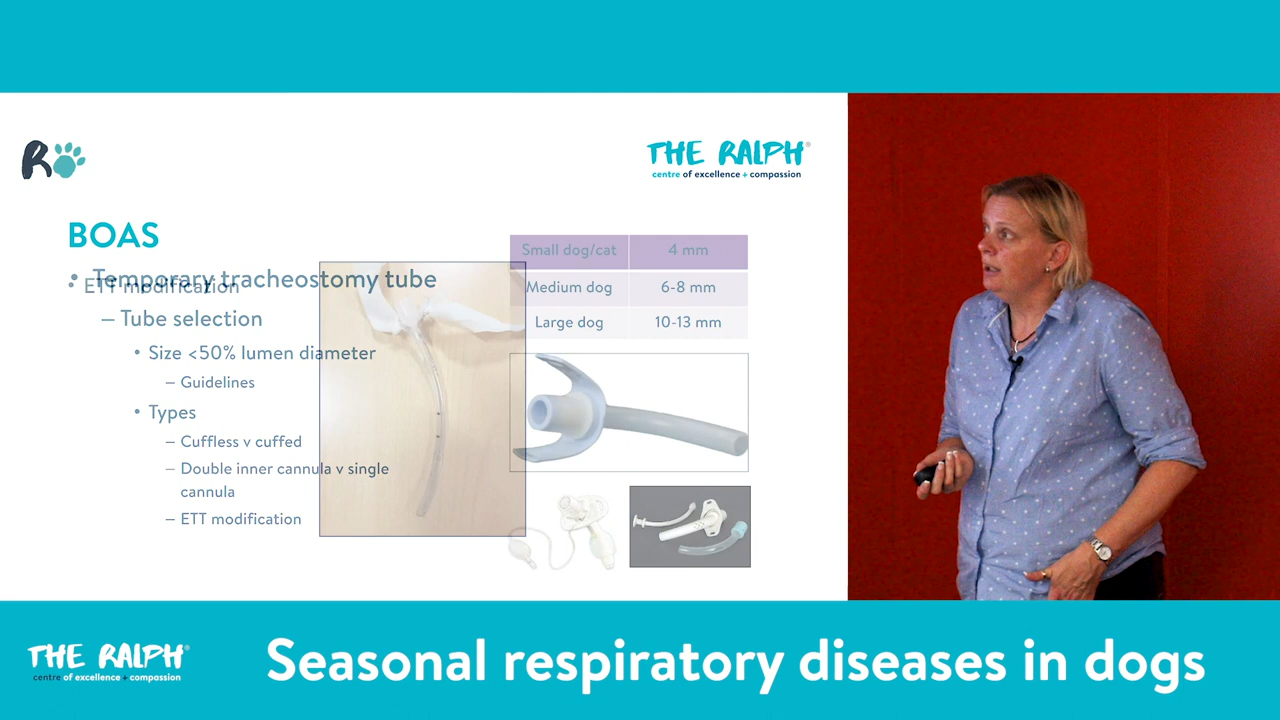 R
THE RALPH®
centre of excellence + compassion
BOAS
• Temporary tracheostomy tube
• ETT modification
– Tube selection
• Size <50% lumen diameter
– Guidelines
• Types
– Cuffless v cuffed
– Double inner cannula v single
cannula
– ETT modification
Small dog/cat 4 mm
Medium dog 6-8 mm
Large dog 10-13 mm
THE RALPH®
centre of excellence + compassion
Seasonal respiratory diseases in dogs